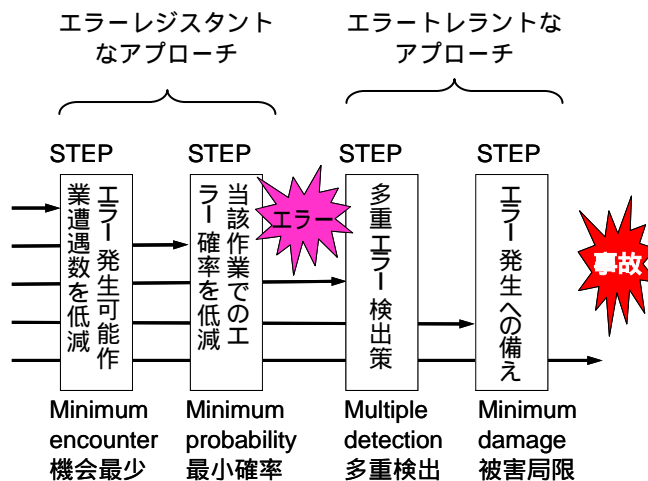 エラーレジスタント
なアプローチ
エラートレラントな
アプローチ
STEP
STEP
STEP
STEP
エラー発生可能作
業遭遇数を低減
当該作業でのエ
ラー確率を低減
エラー
多重エラー検出策
エラー発生への備え
事故
Minimum
encounter
機会最少
Minimum
probability
最小確率
Multiple
detection
多重検出
Minimum
damage
被害局限